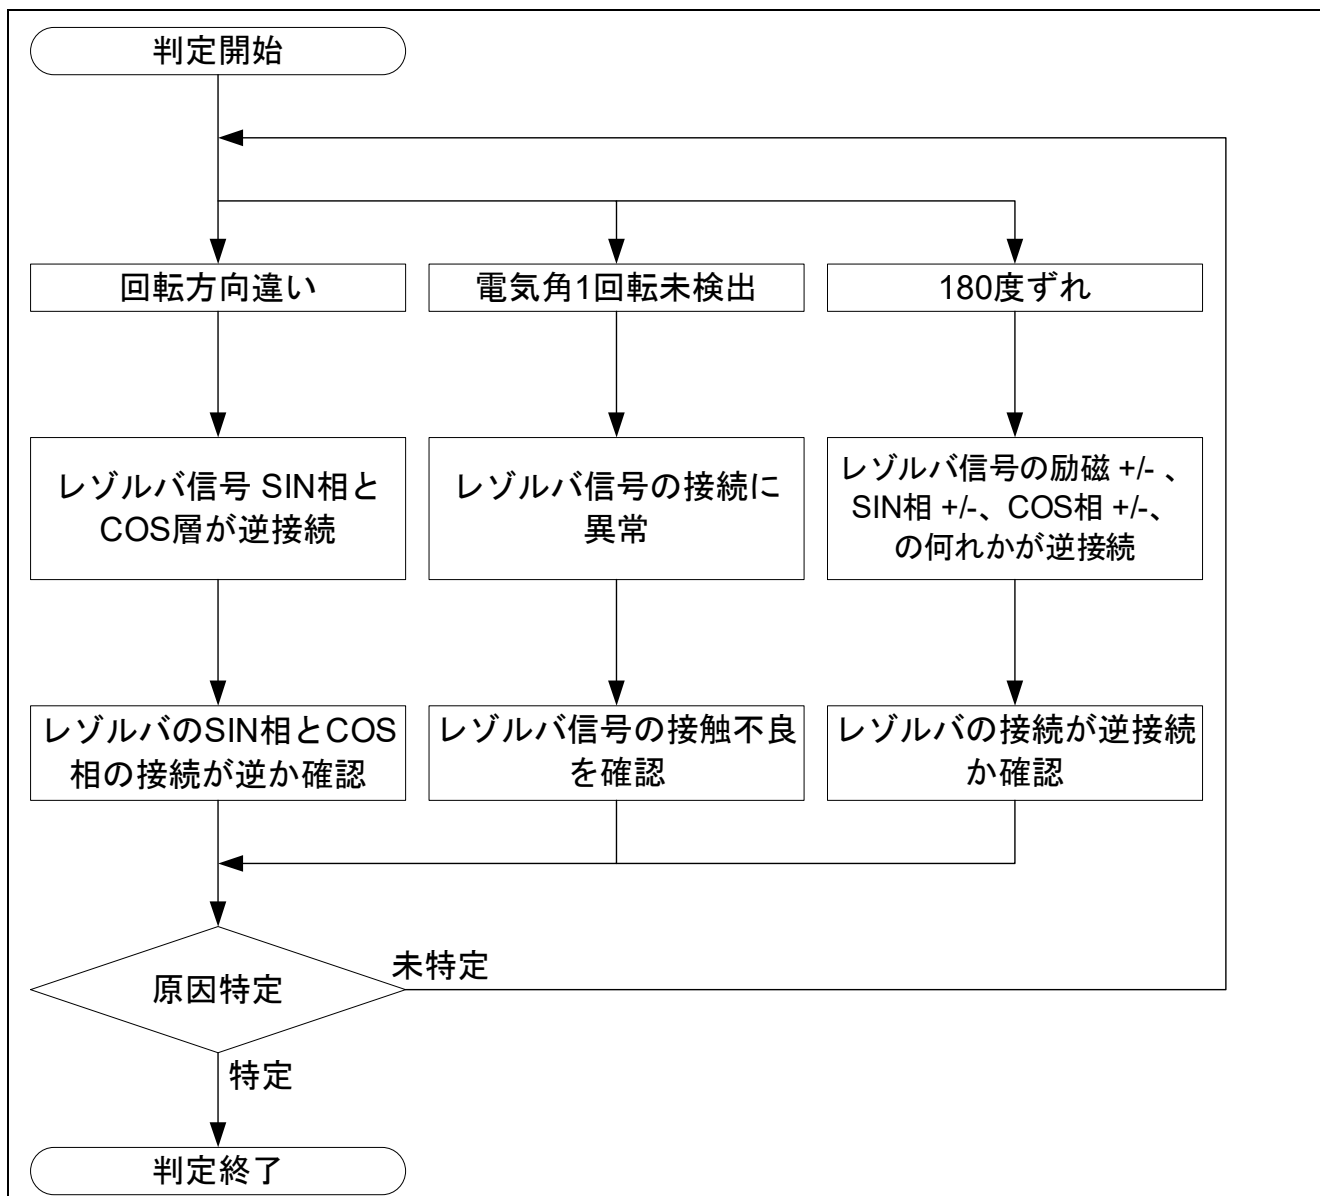 判定開始
回転方向違い
電気角1回転未検出
180度ずれ
レゾルバ信号 SIN相と
COS層が逆接続
レゾルバ信号の接続に
異常
レゾルバ信号の励磁 +/- 、
SIN相 +/-、COS相 +/-、
の何れかが逆接続
レゾルバのSIN相とCOS
相の接続が逆か確認
レゾルバ信号の接触不良
を確認
レゾルバの接続が逆接続
か確認
原因特定
未特定
特定
判定終了